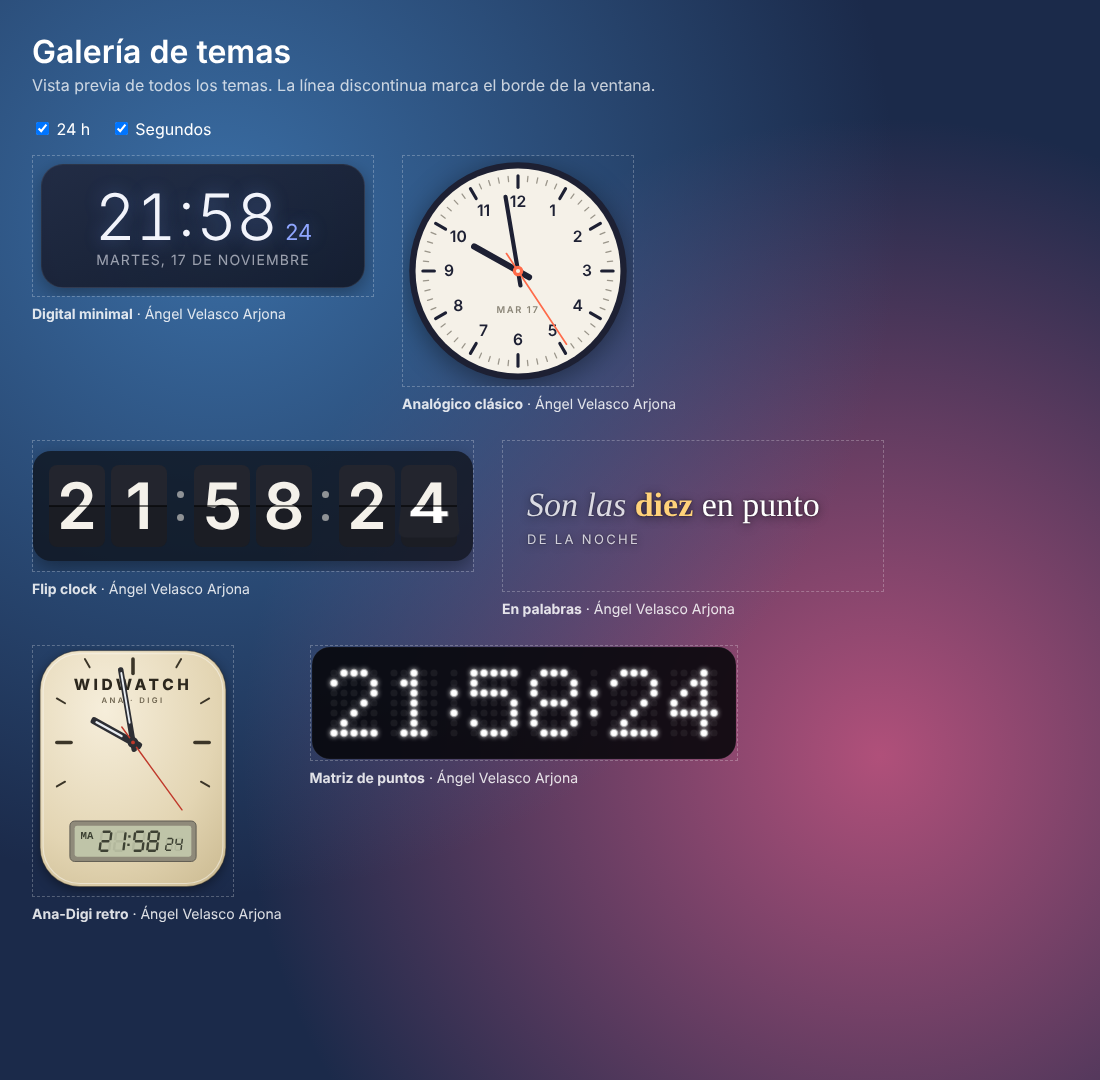 Galería de temas
Vista previa de todos los temas. La línea discontinua marca el borde de la ventana.
24 h Segundos
21:58 24
MARTES, 17 DE NOVIEMBRE
Digital minimal · Ángel Velasco Arjona
12
11 1
10 2
9 3
8 4
MAR 17
7 5
6
Analógico clásico · Ángel Velasco Arjona
21:58:24
Flip clock · Ángel Velasco Arjona
Son las diez en punto
DE LA NOCHE
En palabras · Ángel Velasco Arjona
WIDWATCH
ANA · DIGI
MA 21:58 24
Ana-Digi retro · Ángel Velasco Arjona
21:58:24
Matriz de puntos · Ángel Velasco Arjona